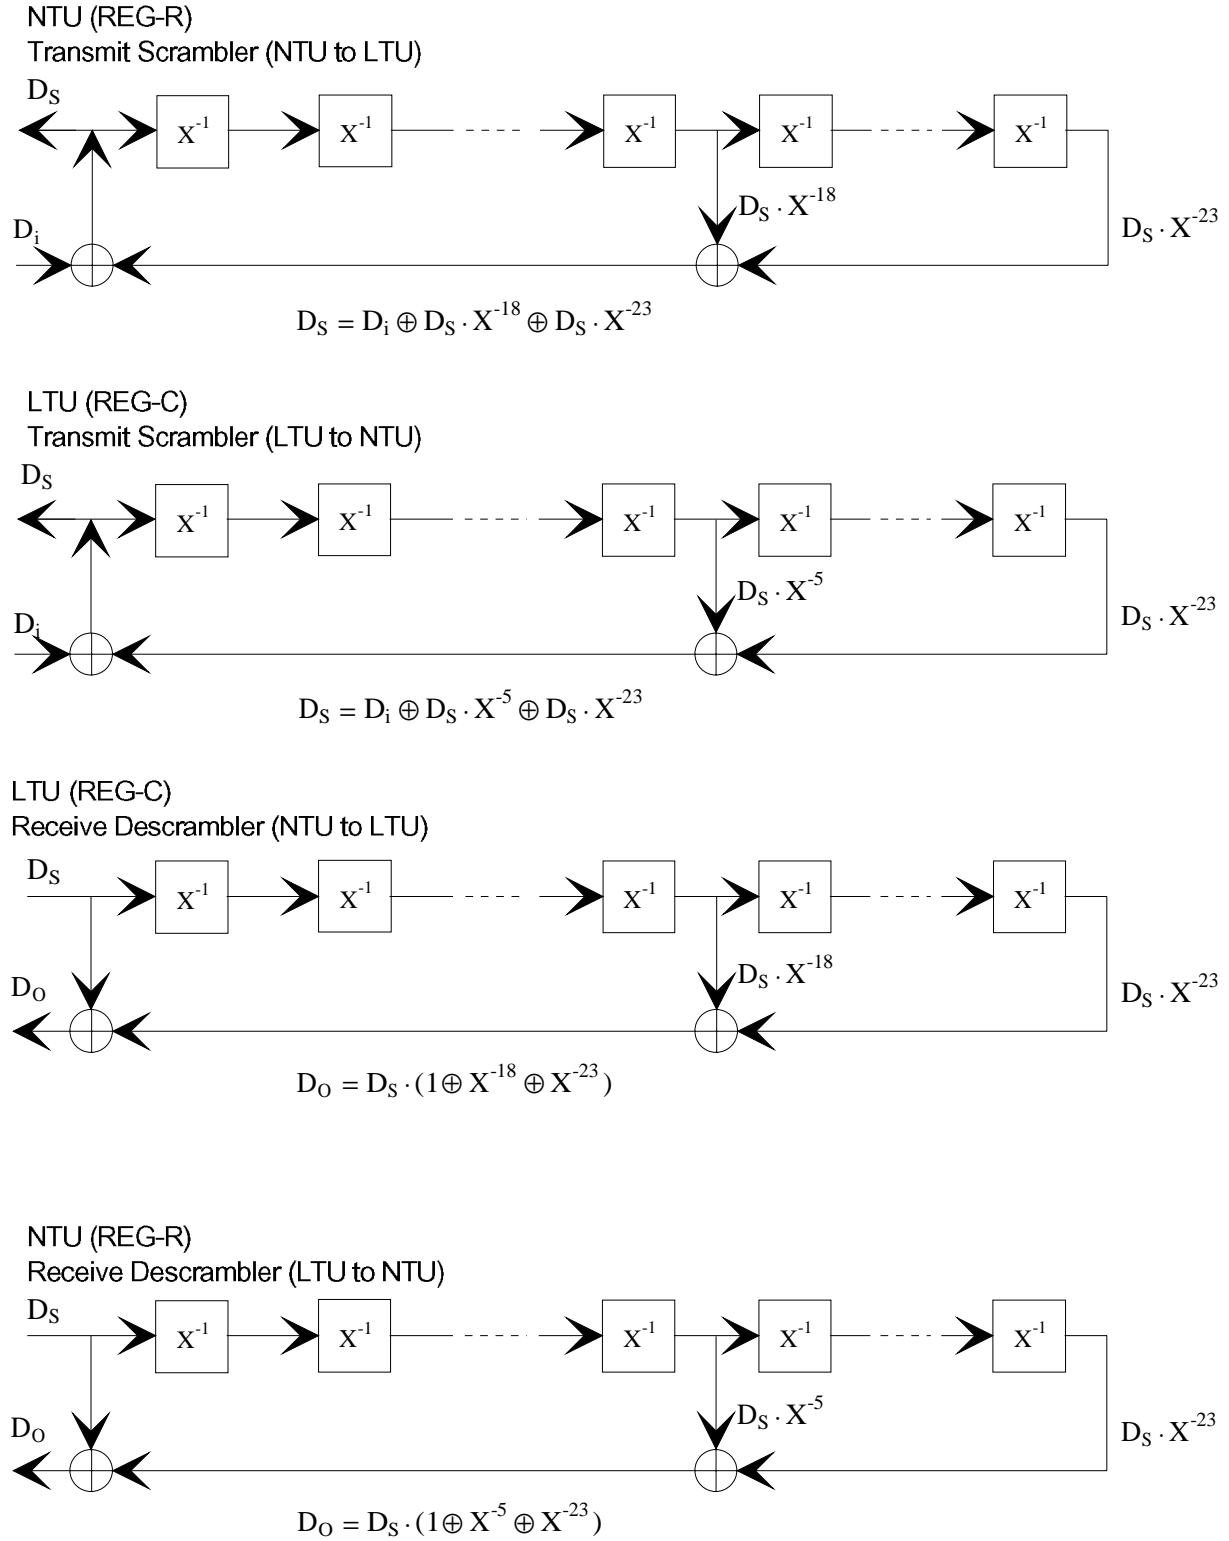 NTU (REG-R)
Transmit Scrambler (NTU to LTU)
D_S
X^-1 X^-1 X^-1 X^-1 X^-1
D_S · X^-18
D_i
D_S · X^-23
D_S = D_i ⊕ D_S · X^-18 ⊕ D_S · X^-23
LTU (REG-C)
Transmit Scrambler (LTU to NTU)
D_S
X^-1 X^-1 X^-1 X^-1 X^-1
D_S · X^-5
D_i
D_S · X^-23
D_S = D_i ⊕ D_S · X^-5 ⊕ D_S · X^-23
LTU (REG-C)
Receive Descrambler (NTU to LTU)
D_S
X^-1 X^-1 X^-1 X^-1 X^-1
D_S · X^-18
D_O
D_S · X^-23
D_O = D_S · (1 ⊕ X^-18 ⊕ X^-23)
NTU (REG-R)
Receive Descrambler (LTU to NTU)
D_S
X^-1 X^-1 X^-1 X^-1 X^-1
D_S · X^-5
D_O
D_S · X^-23
D_O = D_S · (1 ⊕ X^-5 ⊕ X^-23)